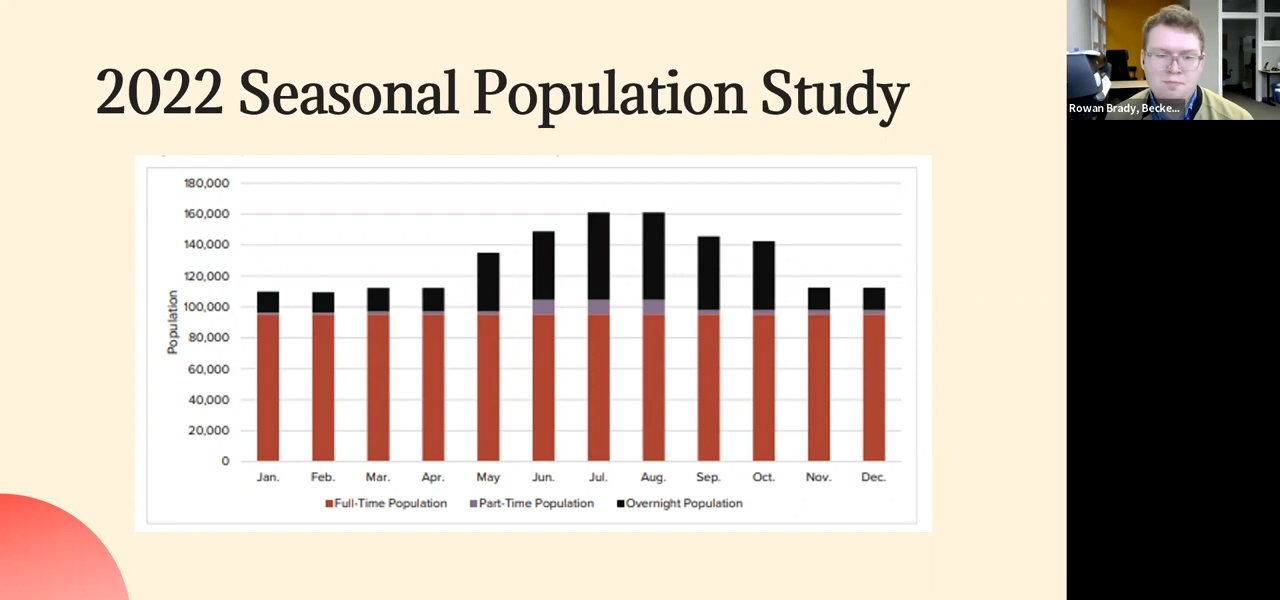 2022 Seasonal Population Study
Rowan Brady, Becke...
180,000
160,000
140,000
120,000
100,000
80,000
60,000
40,000
20,000
0
Population
Jan. Feb. Mar. Apr. May Jun. Jul. Aug. Sep. Oct. Nov. Dec.
Full-Time Population Part-Time Population Overnight Population